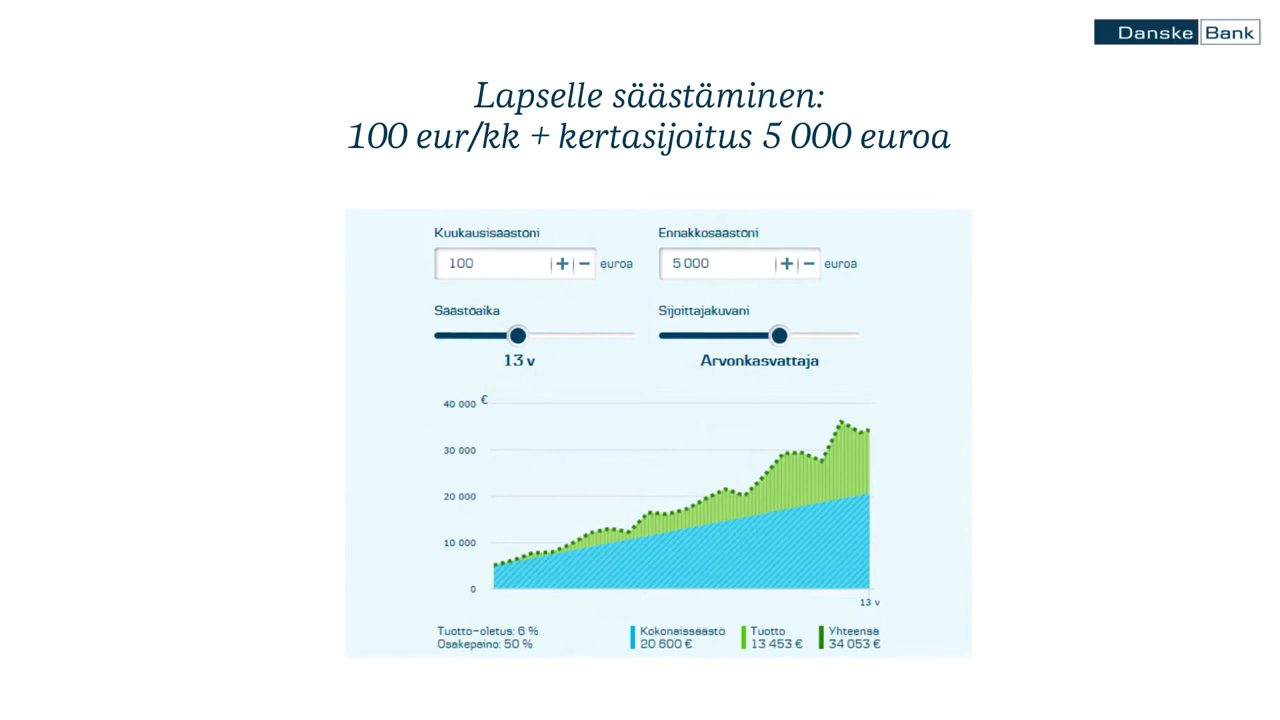 Danske Bank
Lapselle säästäminen:
100 eur/kk + kertasijoitus 5 000 euroa
Kuukausisäästöni
100 + − euroa
Ennakkosäästöni
5 000 + − euroa
Säästöaika
13 v
Sijoittajakuvani
Arvonkasvattaja
40 000 €
30 000
20 000
10 000
0
13 v
Tuotto-oletus: 6 %
Osakepaino: 50 %
Kokonaissäästö
20 600 €
Tuotto
13 453 €
Yhteensä
34 053 €